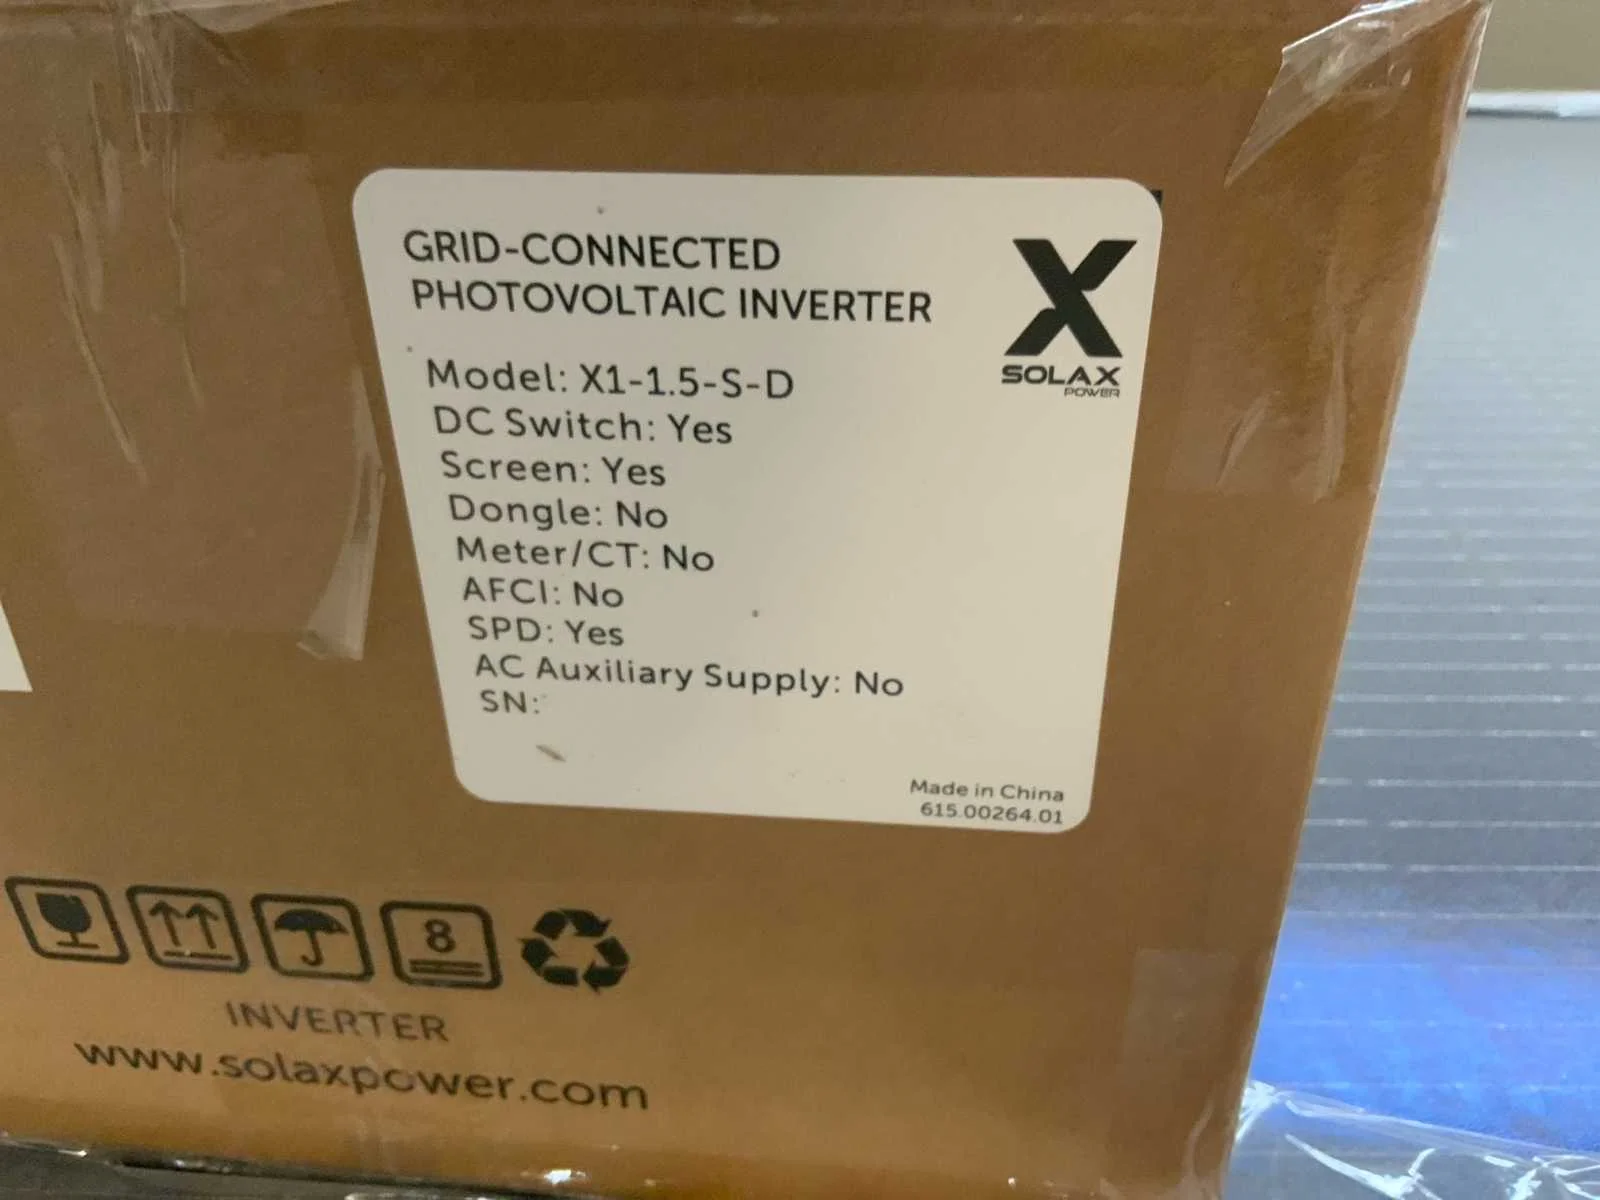 GRID-CONNECTED
PHOTOVOLTAIC INVERTER
X
SOLAX
POWER
Model: X1-1.5-S-D
DC Switch: Yes
Screen: Yes
Dongle: No
Meter/CT: No
AFCI: No
SPD: Yes
AC Auxiliary Supply: No
SN:
Made in China
615.00264.01
8
INVERTER
www.solaxpower.com